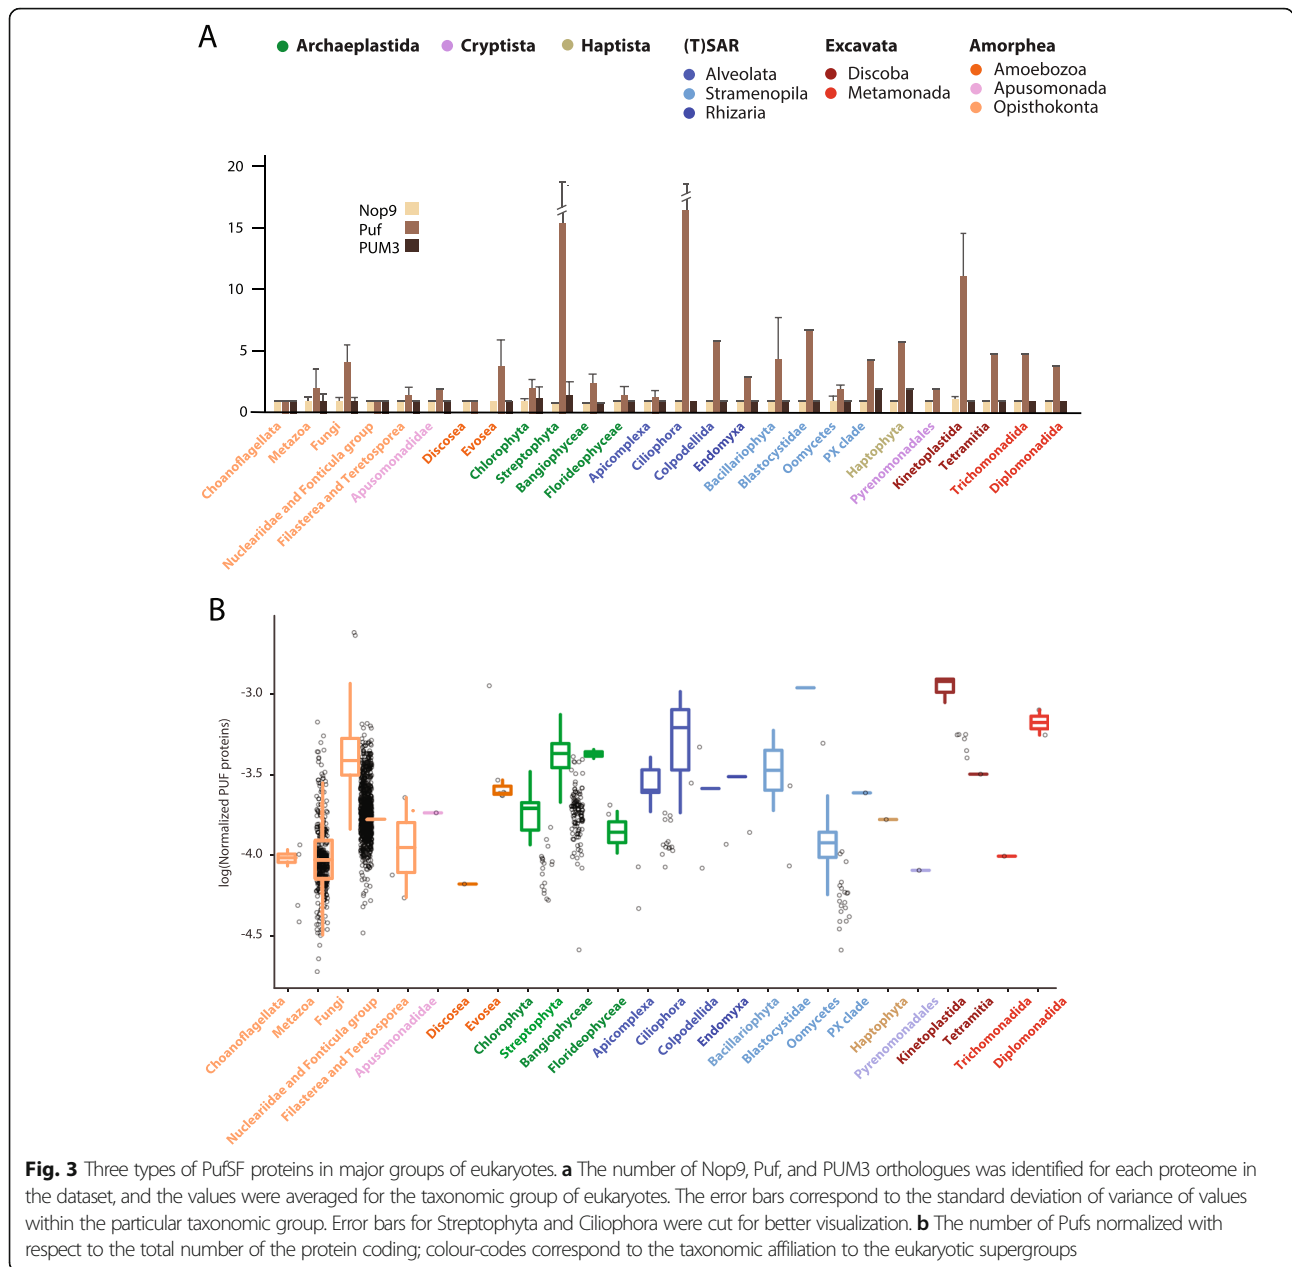 A
Archaeplastida
Cryptista
Haptista
(T)SAR
Alveolata
Stramenopila
Rhizaria
Excavata
Discoba
Metamonada
Amorphea
Amoebozoa
Apusomonada
Opisthokonta
20
15
10
5
0
Nop9
Puf
PUM3
Choanoflagellata
Metazoa
Fungi
Nucleariidae and Fonticula group
Filasterea and Teretosporea
Apusomonadidae
Discosea
Evosea
Chlorophyta
Streptophyta
Bangiophyceae
Florideophyceae
Apicomplexa
Ciliophora
Colpodellida
Endomyxa
Bacillariophyta
Blastocystidae
Oomycetes
PX clade
Haptophyta
Pyrenomonadales
Kinetoplastida
Tetramitia
Trichomonadida
Diplomonadida
B
log(Normalized PUF proteins)
-3.0
-3.5
-4.0
-4.5
Choanoflagellata
Metazoa
Fungi
Nucleariidae and Fonticula group
Filasterea and Teretosporea
Apusomonadidae
Discosea
Evosea
Chlorophyta
Streptophyta
Bangiophyceae
Florideophyceae
Apicomplexa
Ciliophora
Colpodellida
Endomyxa
Bacillariophyta
Blastocystidae
Oomycetes
PX clade
Haptophyta
Pyrenomonadales
Kinetoplastida
Tetramitia
Trichomonadida
Diplomonadida
Fig. 3 Three types of PufSF proteins in major groups of eukaryotes. a The number of Nop9, Puf, and PUM3 orthologues was identified for each proteome in
the dataset, and the values were averaged for the taxonomic group of eukaryotes. The error bars correspond to the standard deviation of variance of values
within the particular taxonomic group. Error bars for Streptophyta and Ciliophora were cut for better visualization. b The number of Pufs normalized with
respect to the total number of the protein coding; colour-codes correspond to the taxonomic affiliation to the eukaryotic supergroups